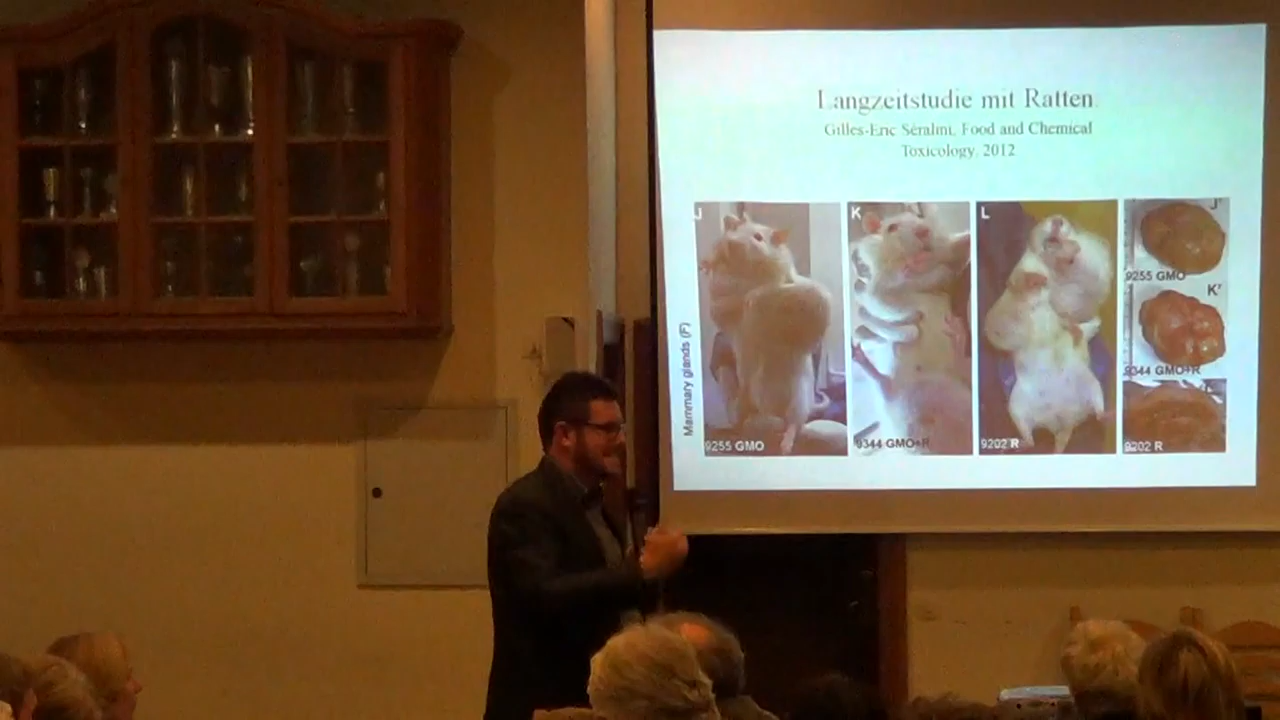 Langzeitstudie mit Ratten
Gilles-Eric Séralini, Food and Chemical
Toxicology, 2012
Mammary glands (F)
J
9255 GMO
K
9344 GMO+R
L
9202 R
J'
9255 GMO
K'
9344 GMO+R
9202 R